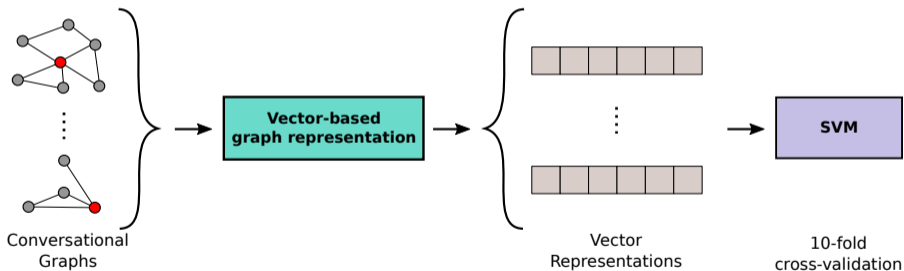 Vector-based
graph representation
SVM
Conversational
Graphs
Vector
Representations
10-fold
cross-validation